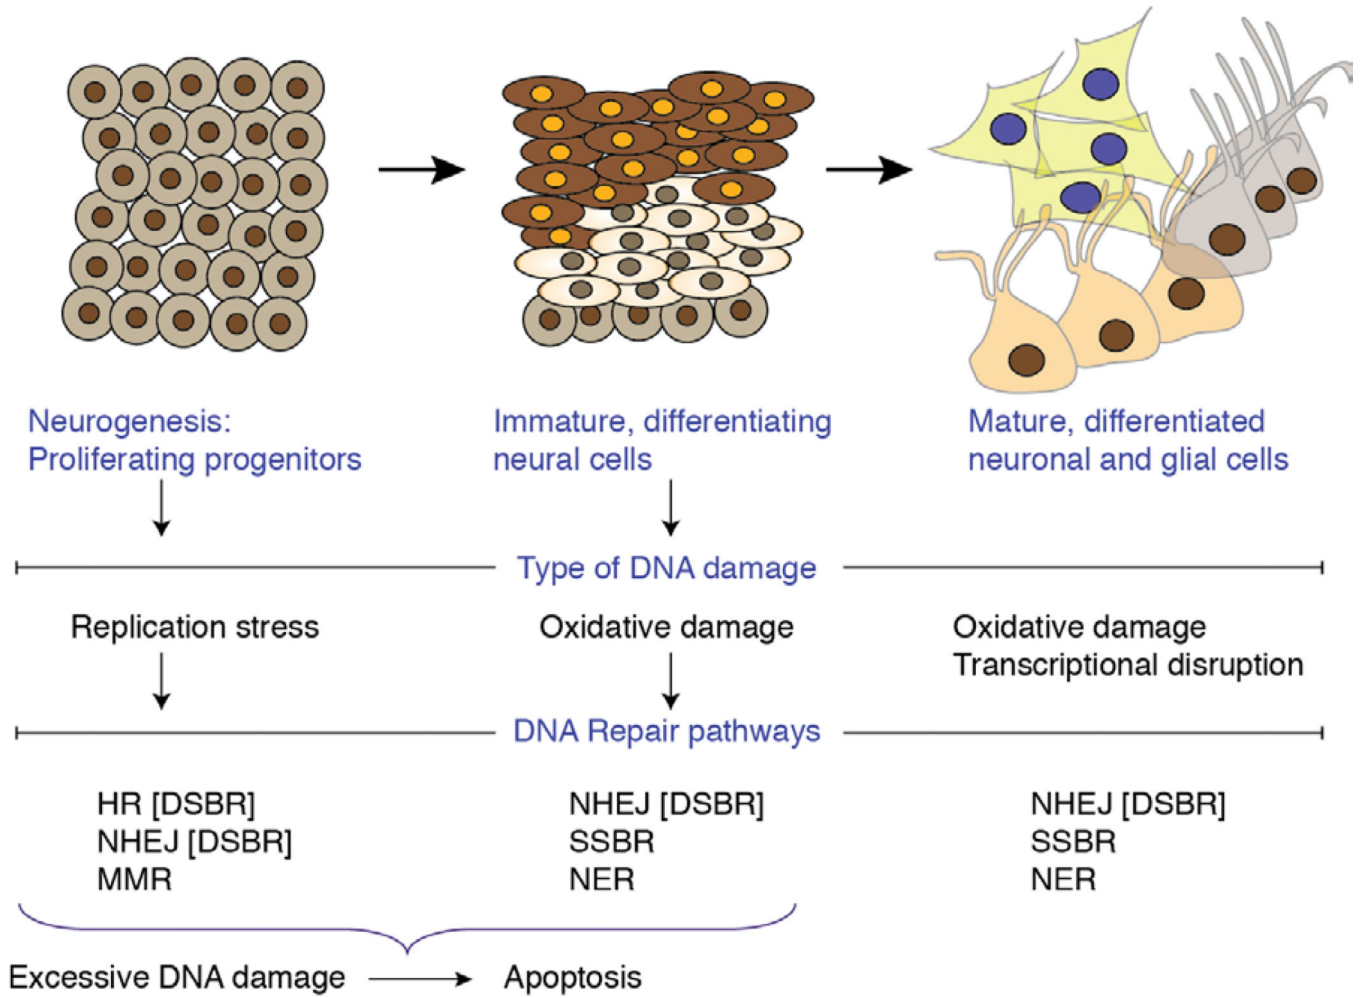 Neurogenesis:
Proliferating progenitors
Immature, differentiating
neural cells
Mature, differentiated
neuronal and glial cells
Type of DNA damage
Replication stress
Oxidative damage
Oxidative damage
Transcriptional disruption
DNA Repair pathways
HR [DSBR]
NHEJ [DSBR]
MMR
NHEJ [DSBR]
SSBR
NER
NHEJ [DSBR]
SSBR
NER
Excessive DNA damage
Apoptosis